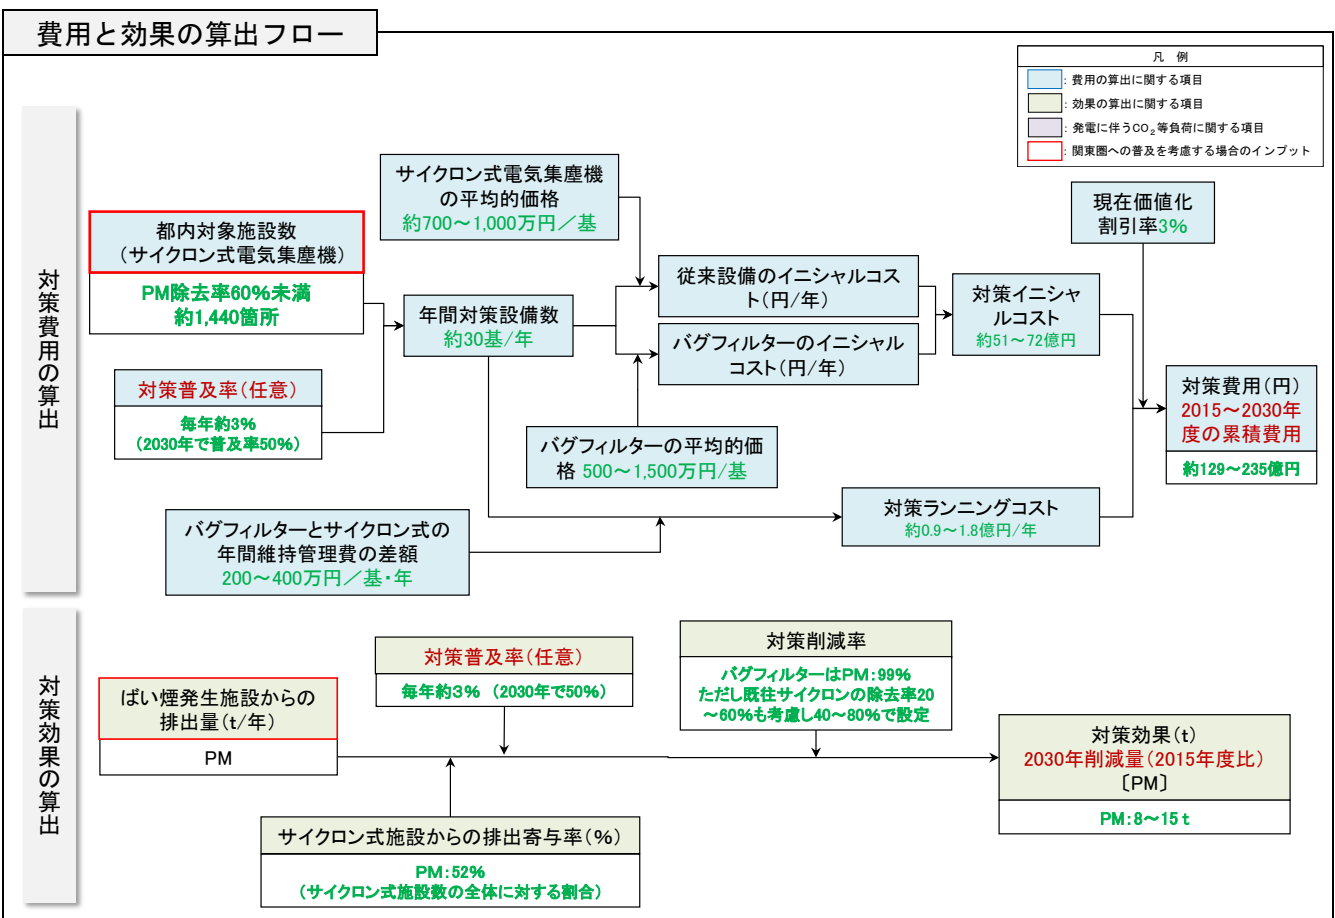 費用と効果の算出フロー
凡 例
：費用の算出に関する項目
：効果の算出に関する項目
：発電に伴うCO₂等負荷に関する項目
：関東圏への普及を考慮する場合のインプット
対策費用の算出
都内対象施設数
（サイクロン式電気集塵機）
PM除去率60%未満
約1,440箇所
対策普及率（任意）
毎年約3%
（2030年で普及率50%）
サイクロン式電気集塵機
の平均的価格
約700～1,000万円／基
年間対策設備数
約30基/年
従来設備のイニシャルコス
ト（円/年）
バグフィルターのイニシャル
コスト（円/年）
バグフィルターの平均的価
格 500～1,500万円/基
バグフィルターとサイクロン式の
年間維持管理費の差額
200～400万円／基・年
対策イニシャ
ルコスト
約51～72億円
対策ランニングコスト
約0.9～1.8億円/年
現在価値化
割引率3%
対策費用（円）
2015～2030年
度の累積費用
約129～235億円
対策効果の算出
ばい煙発生施設からの
排出量（t/年）
PM
対策普及率（任意）
毎年約3% （2030年で50%）
サイクロン式施設からの排出寄与率（%）
PM：52%
（サイクロン式施設数の全体に対する割合）
対策削減率
バグフィルターはPM：99%
ただし既往サイクロンの除去率20
～60%も考慮し40～80%で設定
対策効果（t）
2030年削減量（2015年度比）
〔PM〕
PM：8～15ｔ